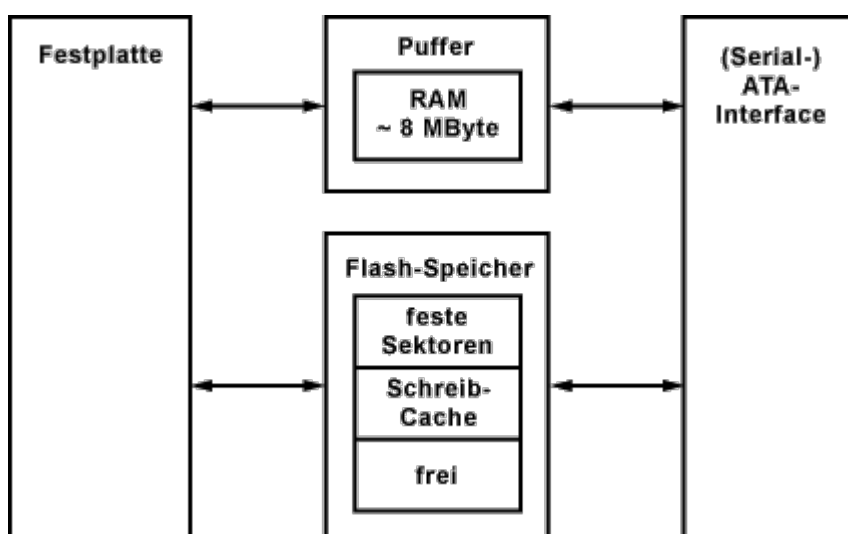 Festplatte
Puffer
RAM
~ 8 MByte
(Serial-)
ATA-
Interface
Flash-Speicher
feste
Sektoren
Schreib-
Cache
frei